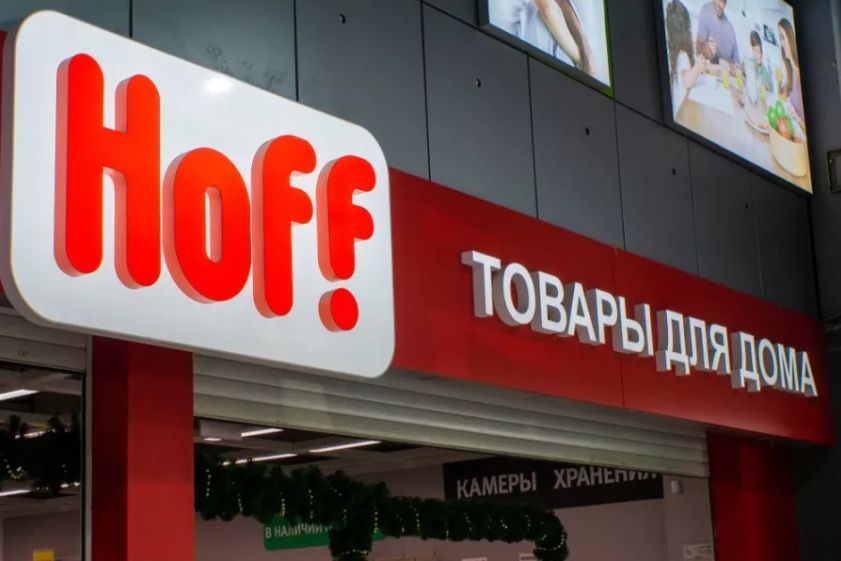 Hoff
ТОВАРЫ ДЛЯ ДОМА
КАМЕРЫ ХРАНЕНИЯ
В НАЛИЧИИ